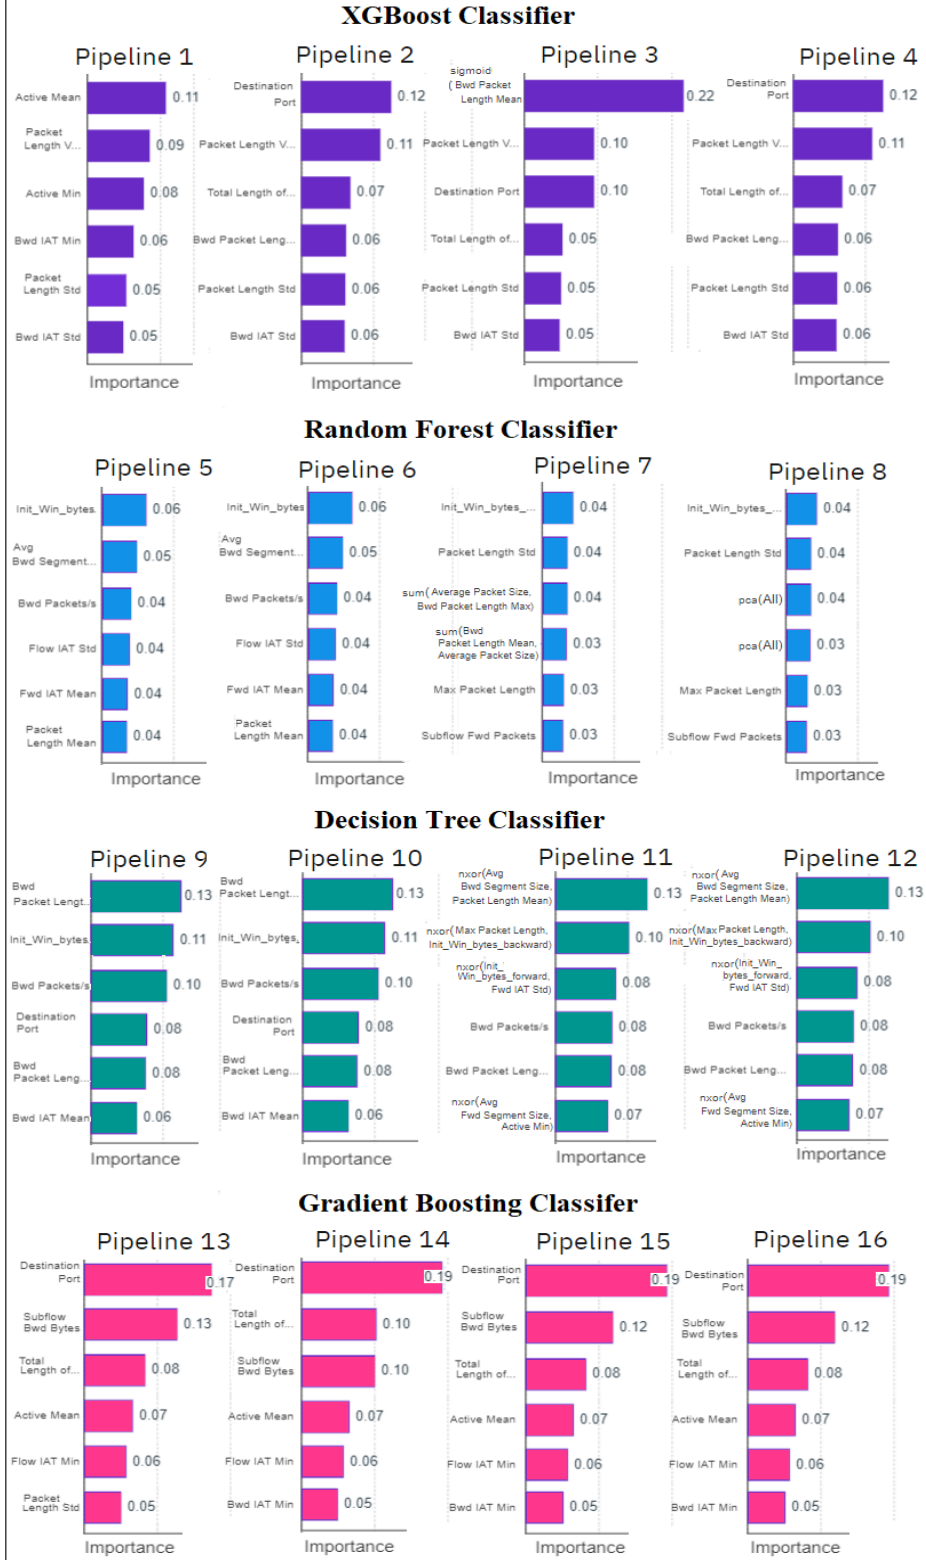 XGBoost Classifier
Pipeline 1
Active Mean
0.11
Packet
Length V...
0.09
Active Min
0.08
Bwd IAT Min
0.06
Packet
Length Std
0.05
Bwd IAT Std
0.05
Importance
Pipeline 2
Destination
Port
0.12
Packet Length V...
0.11
Total Length of...
0.07
Bwd Packet Leng...
0.06
Packet Length Std
0.06
Bwd IAT Std
0.06
Importance
Pipeline 3
sigmoid
( Bwd Packet
Length Mean
0.22
Packet Length V...
0.10
Destination Port
0.10
Total Length of...
0.05
Packet Length Std
0.05
Bwd IAT Std
0.05
Importance
Pipeline 4
Destination
Port
0.12
Packet Length V...
0.11
Total Length of...
0.07
Bwd Packet Leng...
0.06
Packet Length Std
0.06
Bwd IAT Std
0.06
Importance
Random Forest Classifier
Pipeline 5
Init_Win_bytes.
0.06
Avg
Bwd Segment...
0.05
Bwd Packets/s
0.04
Flow IAT Std
0.04
Fwd IAT Mean
0.04
Packet
Length Mean
0.04
Importance
Pipeline 6
Init_Win_bytes
0.06
Avg
Bwd Segment...
0.05
Bwd Packets/s
0.04
Flow IAT Std
0.04
Fwd IAT Mean
0.04
Packet
Length Mean
0.04
Importance
Pipeline 7
Init_Win_bytes_...
0.04
Packet Length Std
0.04
sum(Average Packet Size,
Bwd Packet Length Max)
0.04
sum(Bwd
Packet Length Mean,
Average Packet Size)
0.03
Max Packet Length
0.03
Subflow Fwd Packets
0.03
Importance
Pipeline 8
Init_Win_bytes_...
0.04
Packet Length Std
0.04
pca(All)
0.04
pca(All)
0.03
Max Packet Length
0.03
Subflow Fwd Packets
0.03
Importance
Decision Tree Classifier
Pipeline 9
Bwd
Packet Lengt..
0.13
Init_Win_bytes
0.11
Bwd Packets/s
0.10
Destination
Port
0.08
Bwd
Packet Leng...
0.08
Bwd IAT Mean
0.06
Importance
Pipeline 10
Bwd
Packet Lengt...
0.13
Init_Win_bytes_
0.11
Bwd Packets/s
0.10
Destination
Port
0.08
Bwd
Packet Leng...
0.08
Bwd IAT Mean
0.06
Importance
Pipeline 11
nxor(Avg
Bwd Segment Size,
Packet Length Mean)
0.13
nxor(Max Packet Length,
Init_Win_bytes_backward)
0.10
nxor(Init_
Win_bytes_forward,
Fwd IAT Std)
0.08
Bwd Packets/s
0.08
Bwd Packet Leng...
0.08
nxor(Avg
Fwd Segment Size,
Active Min)
0.07
Importance
Pipeline 12
nxor(Avg
Bwd Segment Size,
Packet Length Mean)
0.13
nxor(Max Packet Length,
Init_Win_bytes_backward)
0.10
nxor(Init_Win_
bytes_forward,
Fwd IAT Std)
0.08
Bwd Packets/s
0.08
Bwd Packet Leng...
0.08
nxor(Avg
Fwd Segment Size,
Active Min)
0.07
Importance
Gradient Boosting Classifer
Pipeline 13
Destination
Port
0.17
Subflow
Bwd Bytes
0.13
Total
Length of...
0.08
Active Mean
0.07
Flow IAT Min
0.06
Packet
Length Std
0.05
Importance
Pipeline 14
Destination
Port
0.19
Total
Length of...
0.10
Subflow
Bwd Bytes
0.10
Active Mean
0.07
Flow IAT Min
0.06
Bwd IAT Min
0.05
Importance
Pipeline 15
Destination
Port
0.19
Subflow
Bwd Bytes
0.12
Total
Length of...
0.08
Active Mean
0.07
Flow IAT Min
0.06
Bwd IAT Min
0.05
Importance
Pipeline 16
Destination
Port
0.19
Subflow
Bwd Bytes
0.12
Total
Length of...
0.08
Active Mean
0.07
Flow IAT Min
0.06
Bwd IAT Min
0.05
Importance